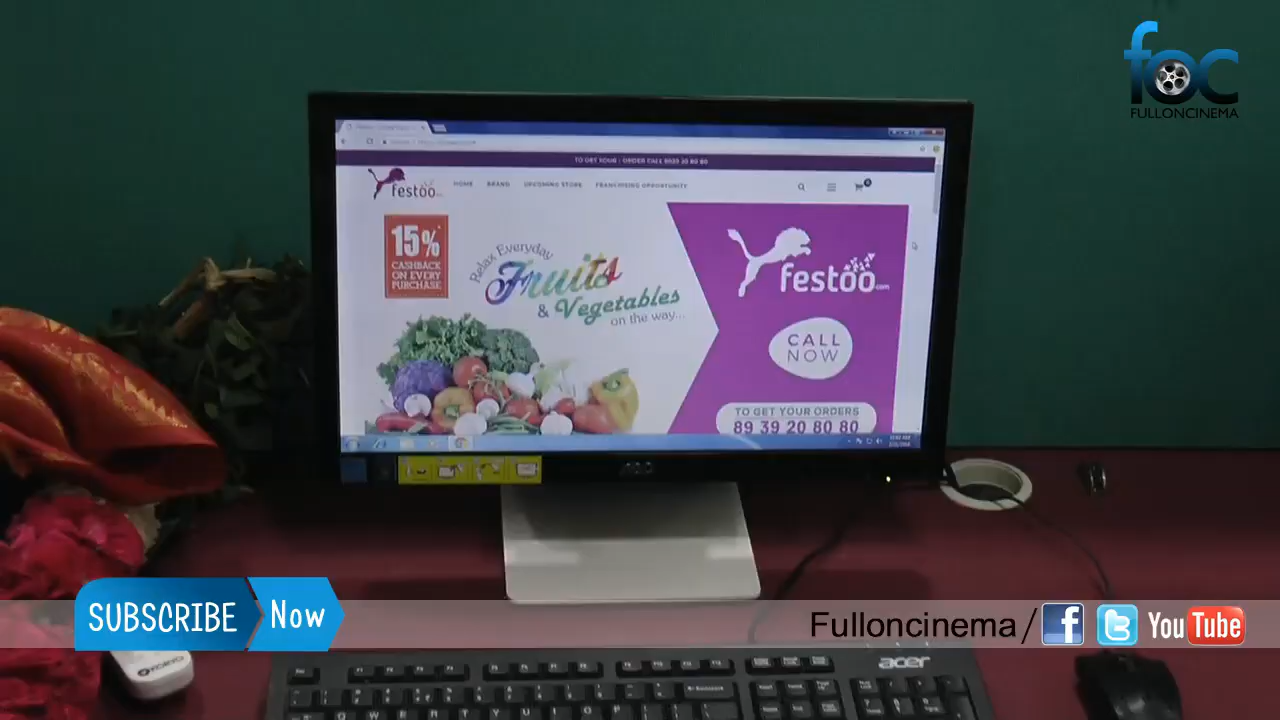 foc
FULLONCINEMA
TO GET YOUR - ORDER CALL 8939 20 80 80
festoo
HOME BRAND UPCOMING STORE FRANCHISING OPPORTUNITY
15%
CASHBACK
ON EVERY
PURCHASE
Relax Everyday
Fruits
& Vegetables
on the way...
festoo.com
CALL
NOW
TO GET YOUR ORDERS
89 39 20 80 80
AOC
SUBSCRIBE Now
Fulloncinema/ f t YouTube
acer